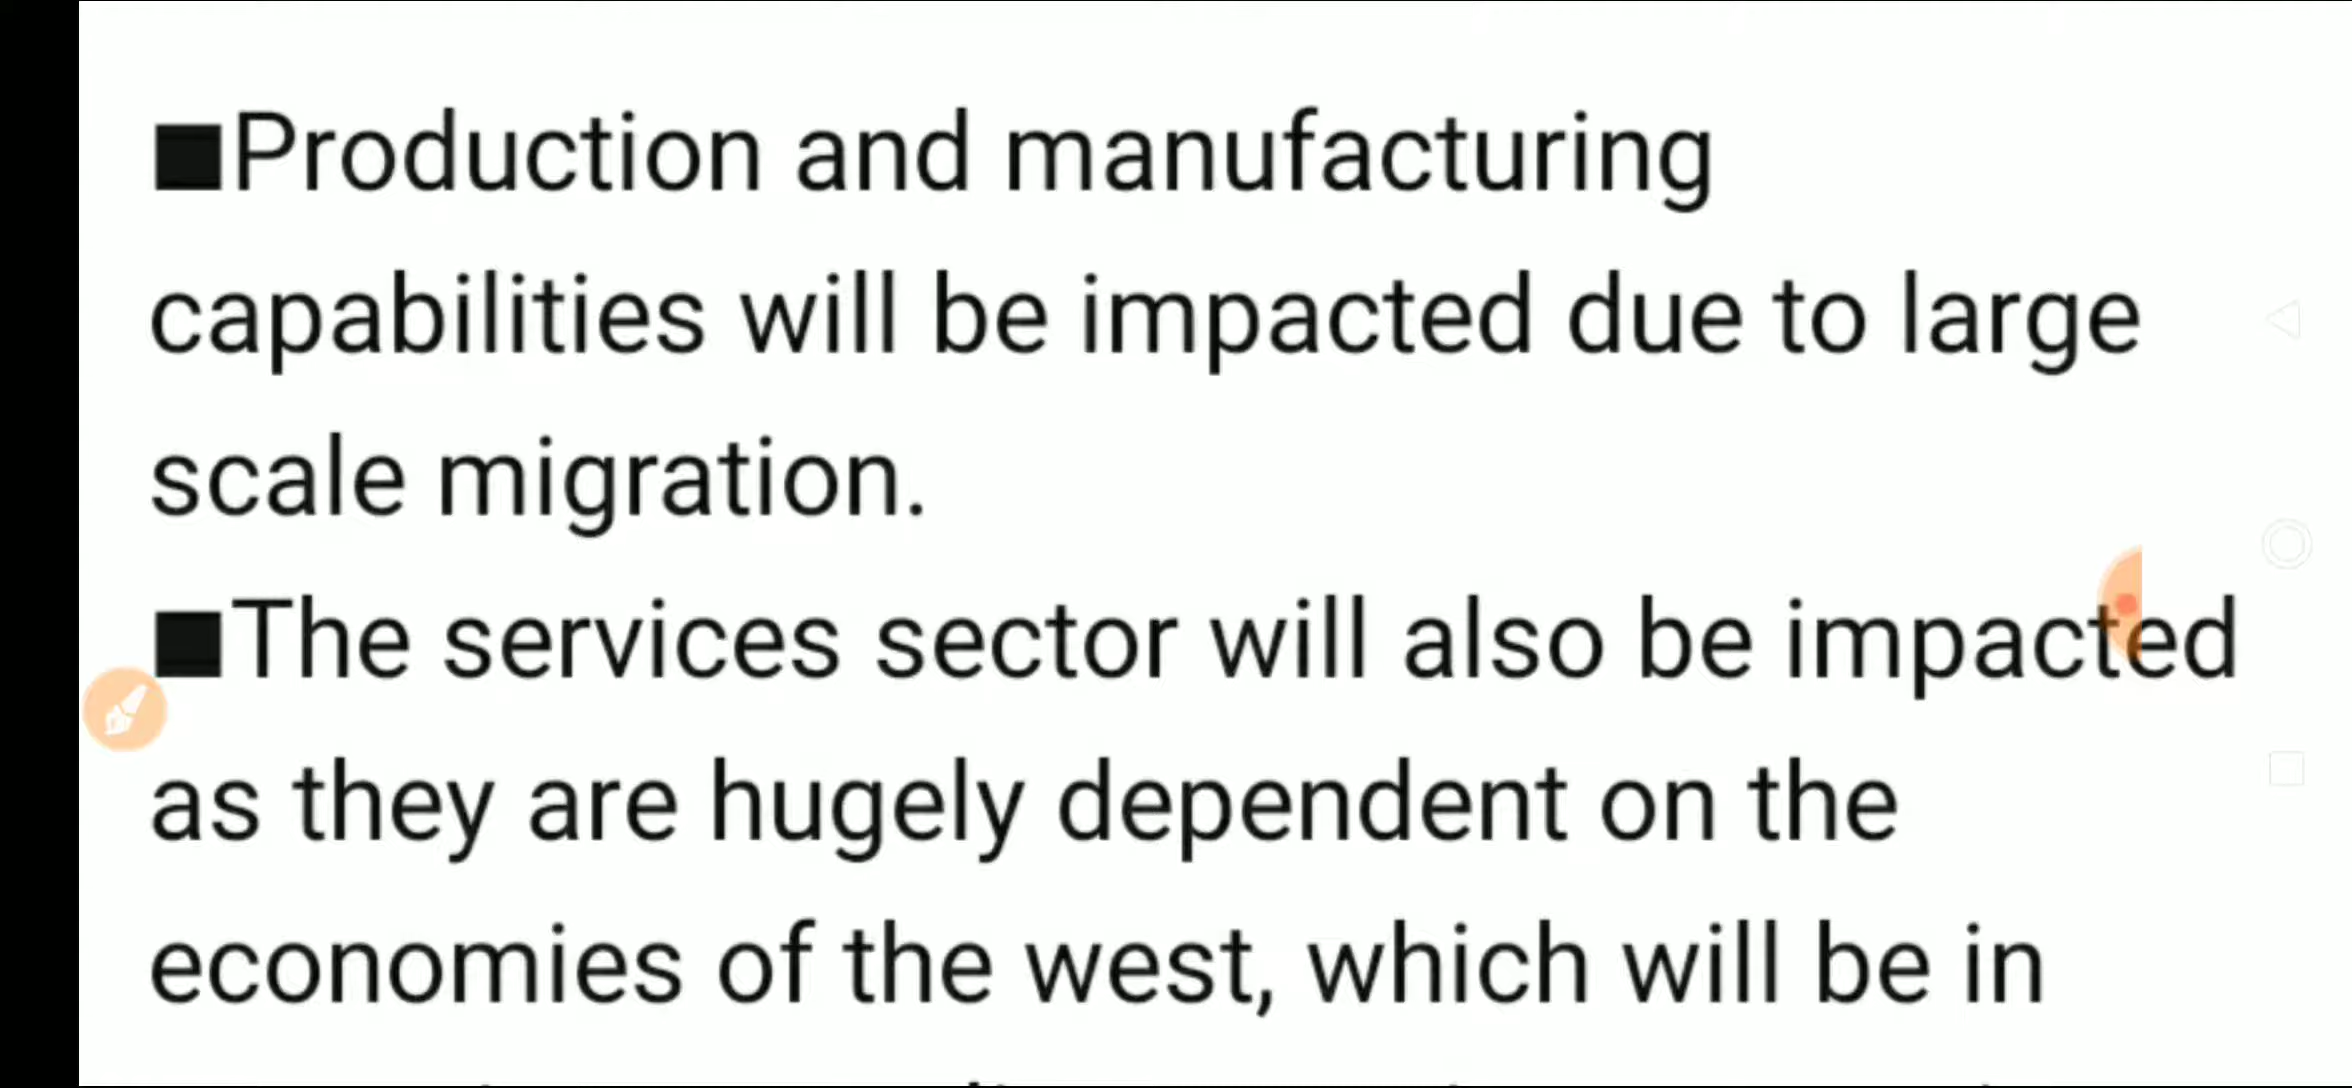 ■Production and manufacturing
capabilities will be impacted due to large
scale migration.
■The services sector will also be impacted
as they are hugely dependent on the
economies of the west, which will be in